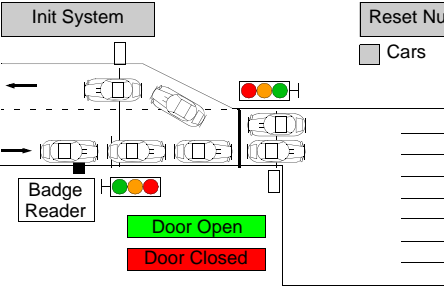 Init System
Reset Nu
Cars
Badge
Reader
Door Open
Door Closed